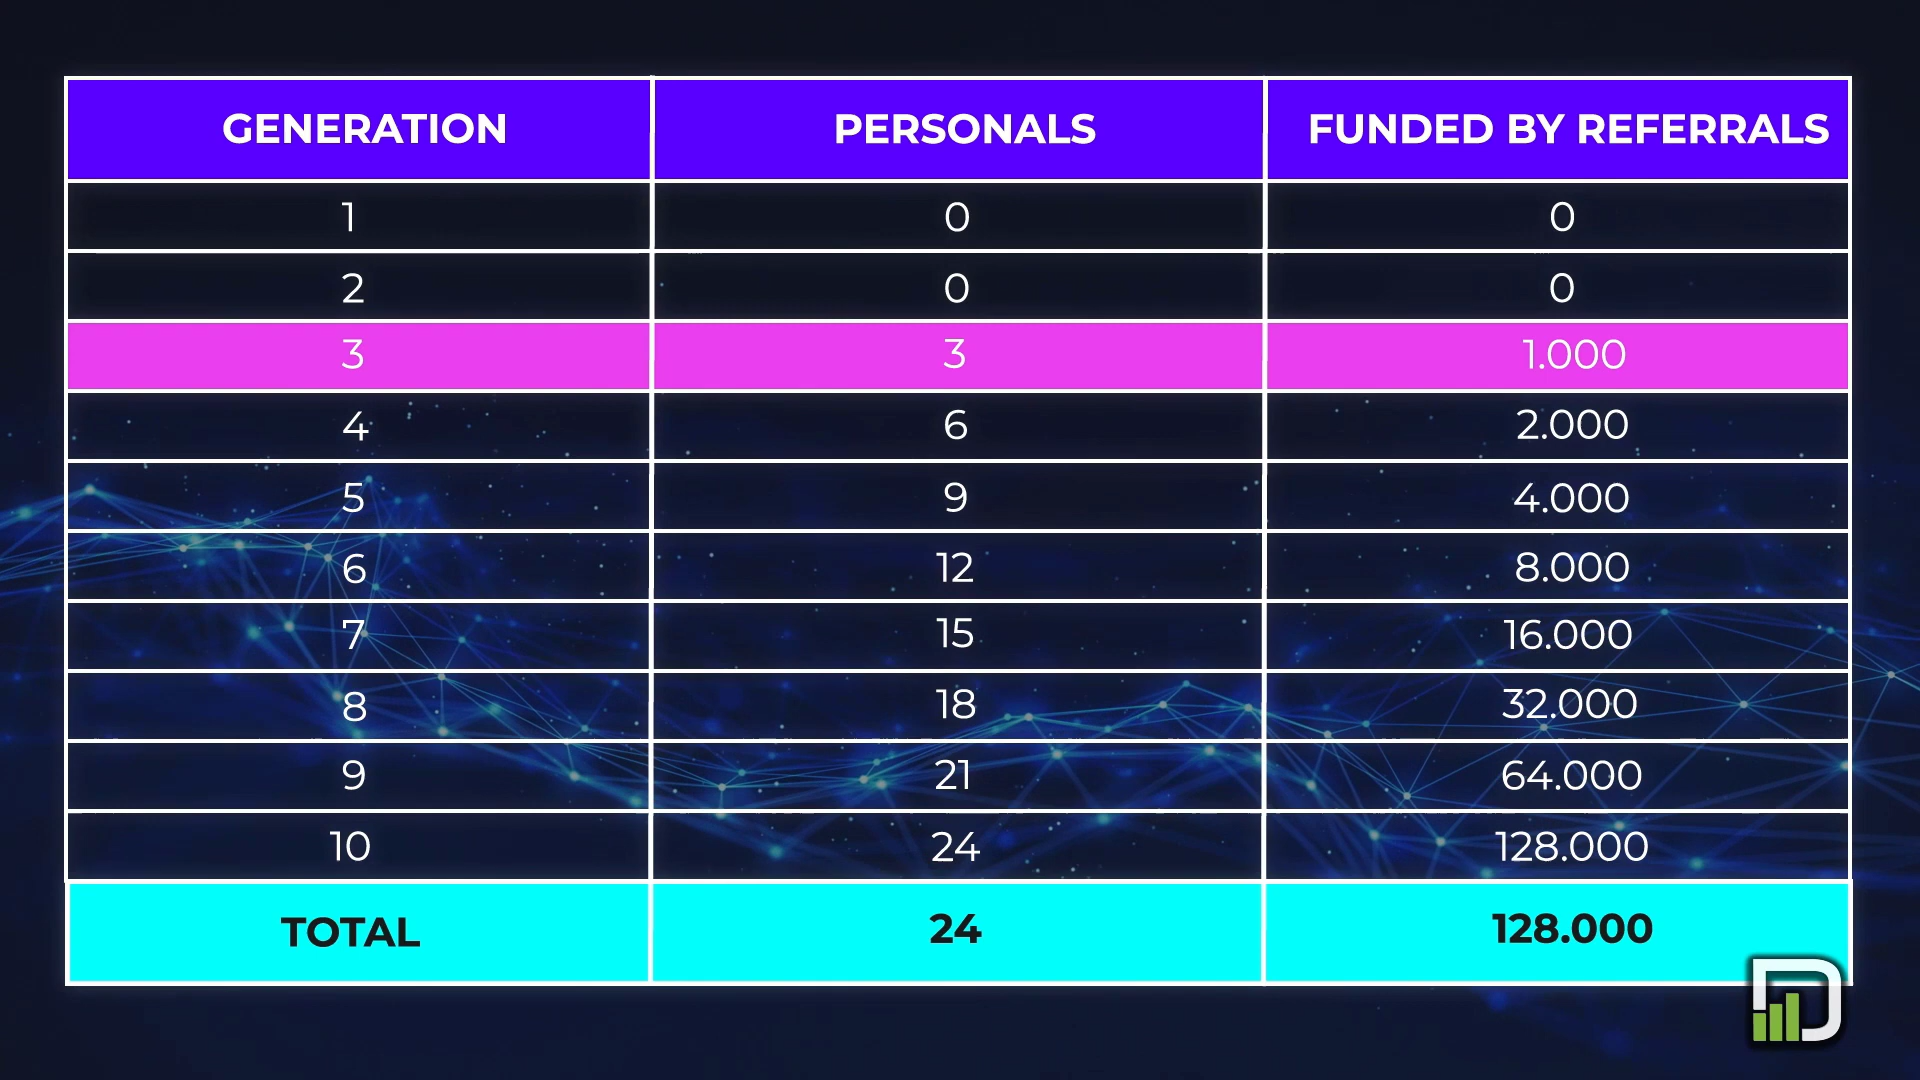 GENERATION PERSONALS FUNDED BY REFERRALS
1 0 0
2 0 0
3 3 1.000
4 6 2.000
5 9 4.000
6 12 8.000
7 15 16.000
8 18 32.000
9 21 64.000
10 24 128.000
TOTAL 24 128.000